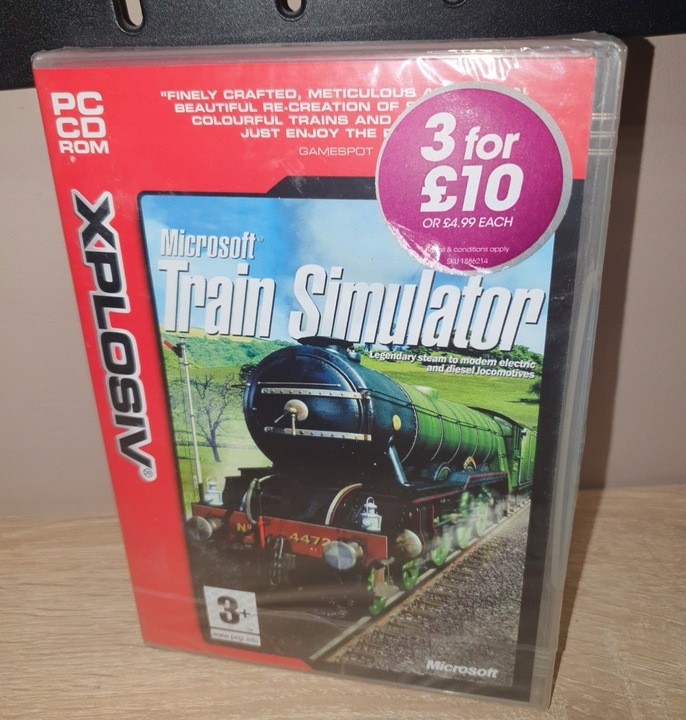 PC
CD
ROM
XPLOSIV®
"FINELY CRAFTED, METICULOUS
BEAUTIFUL RE-CREATION OF
COLOURFUL TRAINS AND
JUST ENJOY THE
GAMESPOT
3 for
£10
OR £4.99 EACH
& conditions apply
SKU 1886214
Microsoft®
Train Simulator
Legendary steam to modern electric
and diesel locomotives
No 4472
3+
www.pegi.info
Microsoft